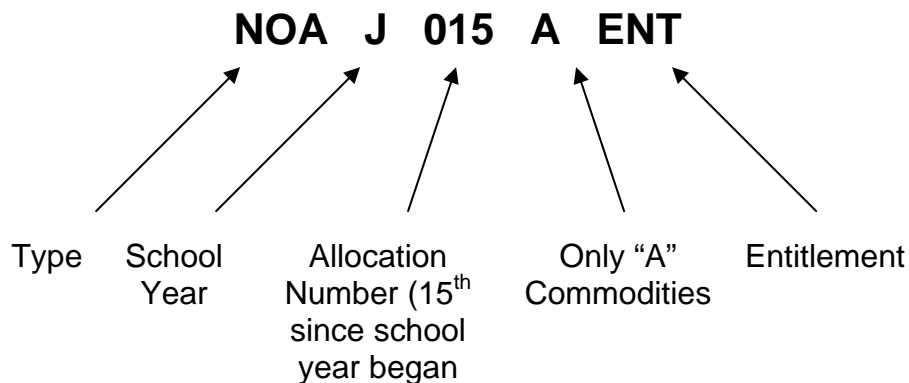 NOA J 015 A ENT
Type
School
Year
Allocation
Number (15th
since school
year began
Only “A”
Commodities
Entitlement